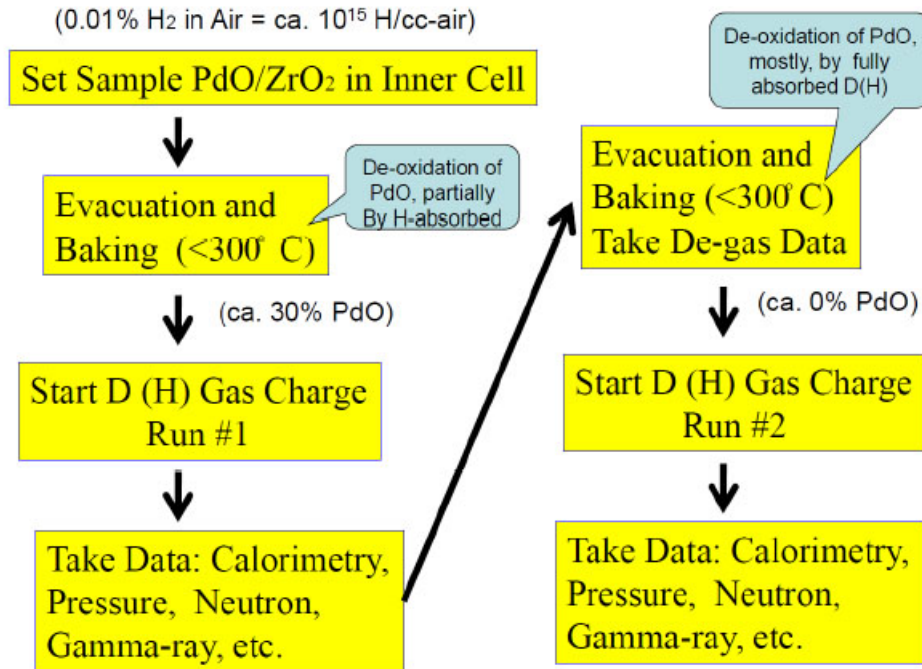 (0.01% H2 in Air = ca. 10^15 H/cc-air)
Set Sample PdO/ZrO2 in Inner Cell
Evacuation and
Baking (<300° C)
De-oxidation of
PdO, partially
By H-absorbed
(ca. 30% PdO)
Start D (H) Gas Charge
Run #1
Take Data: Calorimetry,
Pressure, Neutron,
Gamma-ray, etc.
De-oxidation of PdO,
mostly, by fully
absorbed D(H)
Evacuation and
Baking (<300° C)
Take De-gas Data
(ca. 0% PdO)
Start D (H) Gas Charge
Run #2
Take Data: Calorimetry,
Pressure, Neutron,
Gamma-ray, etc.